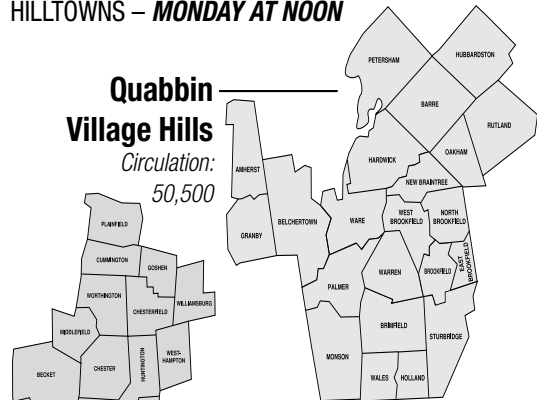 HILLTOWNS – MONDAY AT NOON
Quabbin
Village Hills
Circulation:
50,500
PETERSHAM
HUBBARDSTON
BARRE
RUTLAND
OAKHAM
HARDWICK
NEW BRAINTREE
AMHERST
BELCHERTOWN
GRANBY
WARE
WEST
BROOKFIELD
NORTH
BROOKFIELD
PALMER
WARREN
BROOKFIELD
EAST
BROOKFIELD
MONSON
BRIMFIELD
STURBRIDGE
WALES
HOLLAND
PLAINFIELD
CUMMINGTON
GOSHEN
WORTHINGTON
CHESTERFIELD
WILLIAMSBURG
MIDDLEFIELD
BECKET
CHESTER
HUNTINGTON
WEST-
HAMPTON